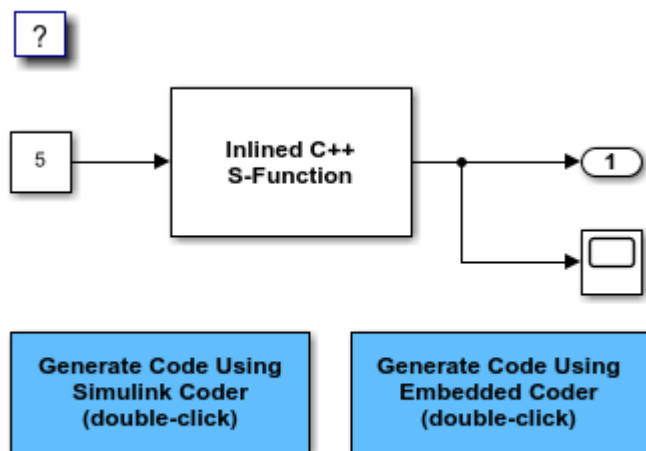 ?
5
Inlined C++
S-Function
1
Generate Code Using
Simulink Coder
(double-click)
Generate Code Using
Embedded Coder
(double-click)